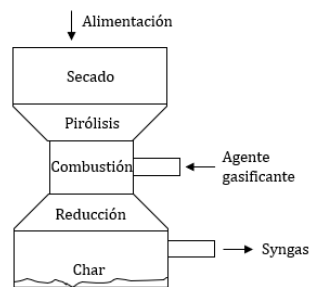 Alimentación
Secado
Pirólisis
Combustión
Agente
gasificante
Reducción
Syngas
Char